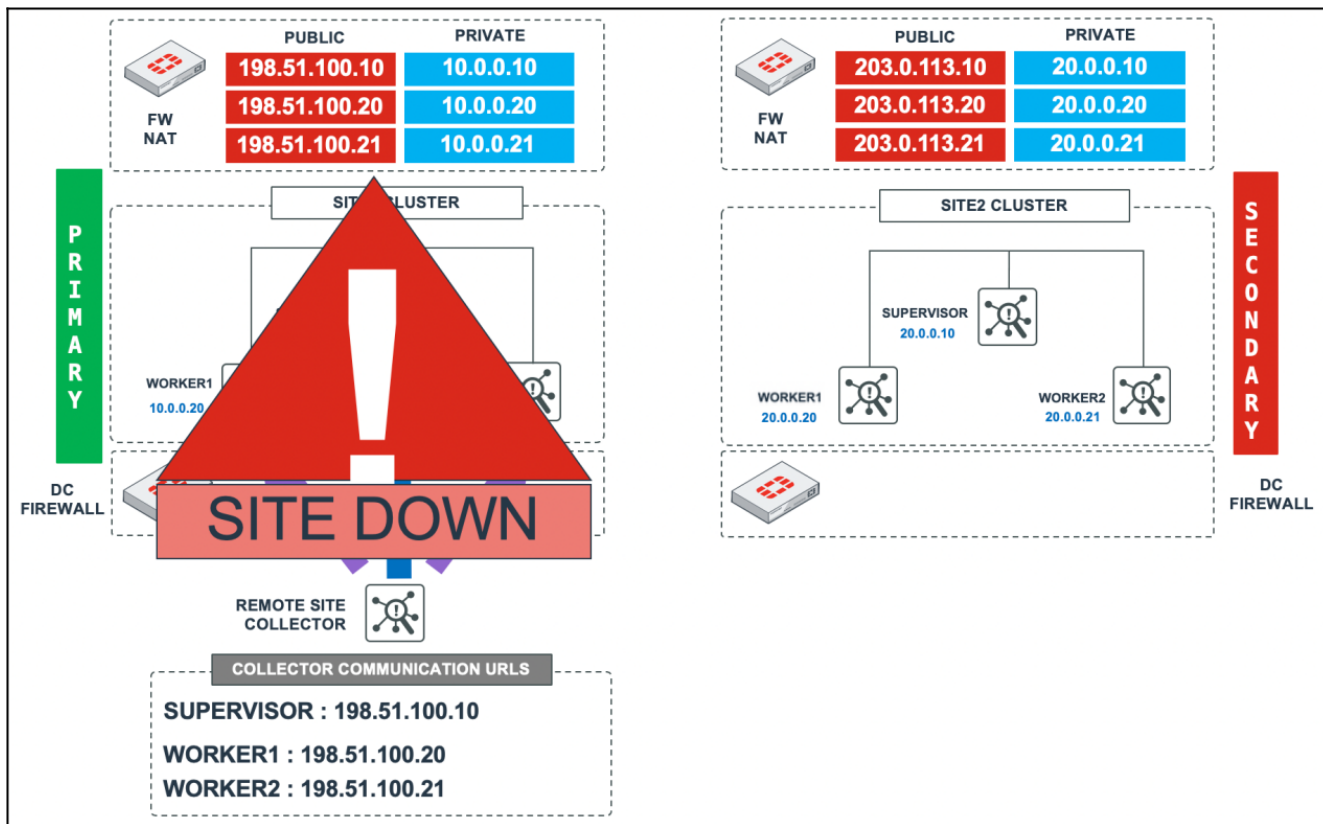 PUBLIC PRIVATE
198.51.100.10 10.0.0.10
198.51.100.20 10.0.0.20
198.51.100.21 10.0.0.21
FW
NAT
PRIMARY
CLUSTER
WORKER1
10.0.0.20
DC
FIREWALL
SITE DOWN
REMOTE SITE
COLLECTOR
COLLECTOR COMMUNICATION URLS
SUPERVISOR : 198.51.100.10
WORKER1 : 198.51.100.20
WORKER2 : 198.51.100.21
PUBLIC PRIVATE
203.0.113.10 20.0.0.10
203.0.113.20 20.0.0.20
203.0.113.21 20.0.0.21
FW
NAT
SITE2 CLUSTER
SECONDARY
SUPERVISOR
20.0.0.10
WORKER1
20.0.0.20
WORKER2
20.0.0.21
DC
FIREWALL